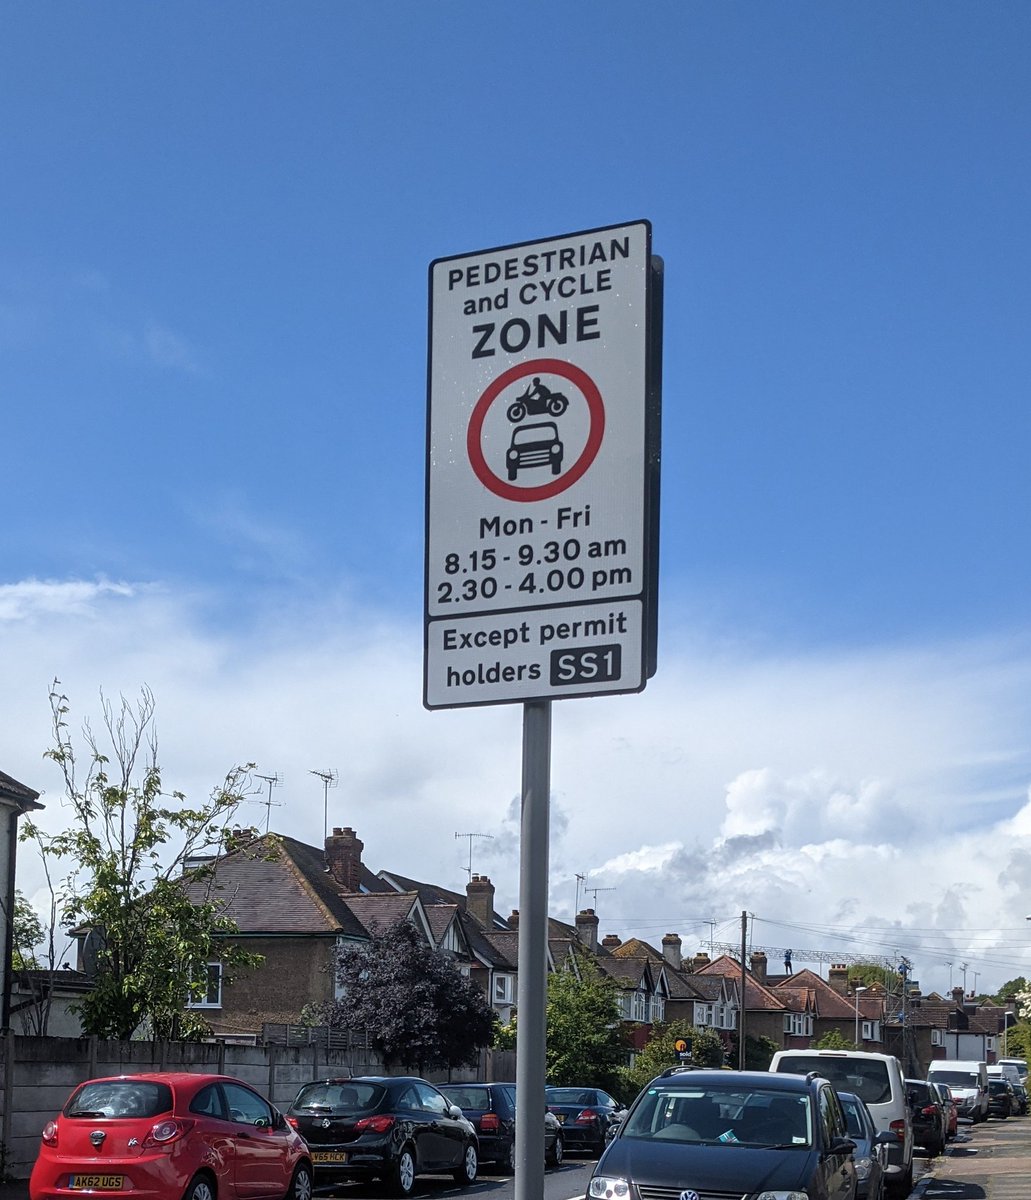 PEDESTRIAN
and CYCLE
ZONE
Mon - Fri
8.15 - 9.30 am
2.30 - 4.00 pm
Except permit
holders SS1
sold
AK62 UGS